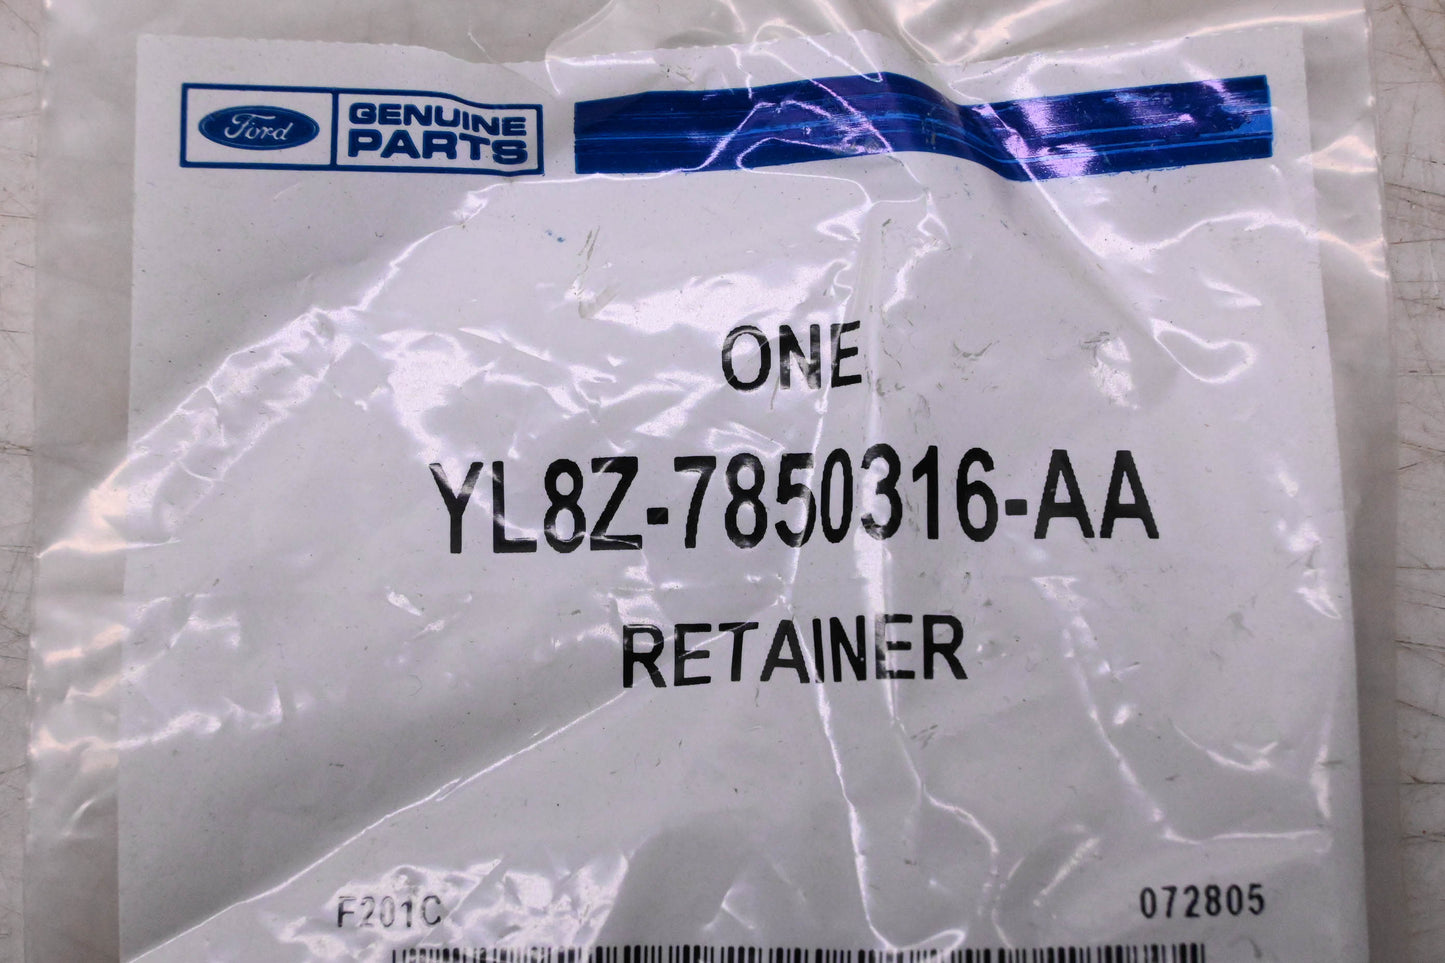 Ford
GENUINE
PARTS
ONE
YL8Z-7850316-AA
RETAINER
F201C 072805